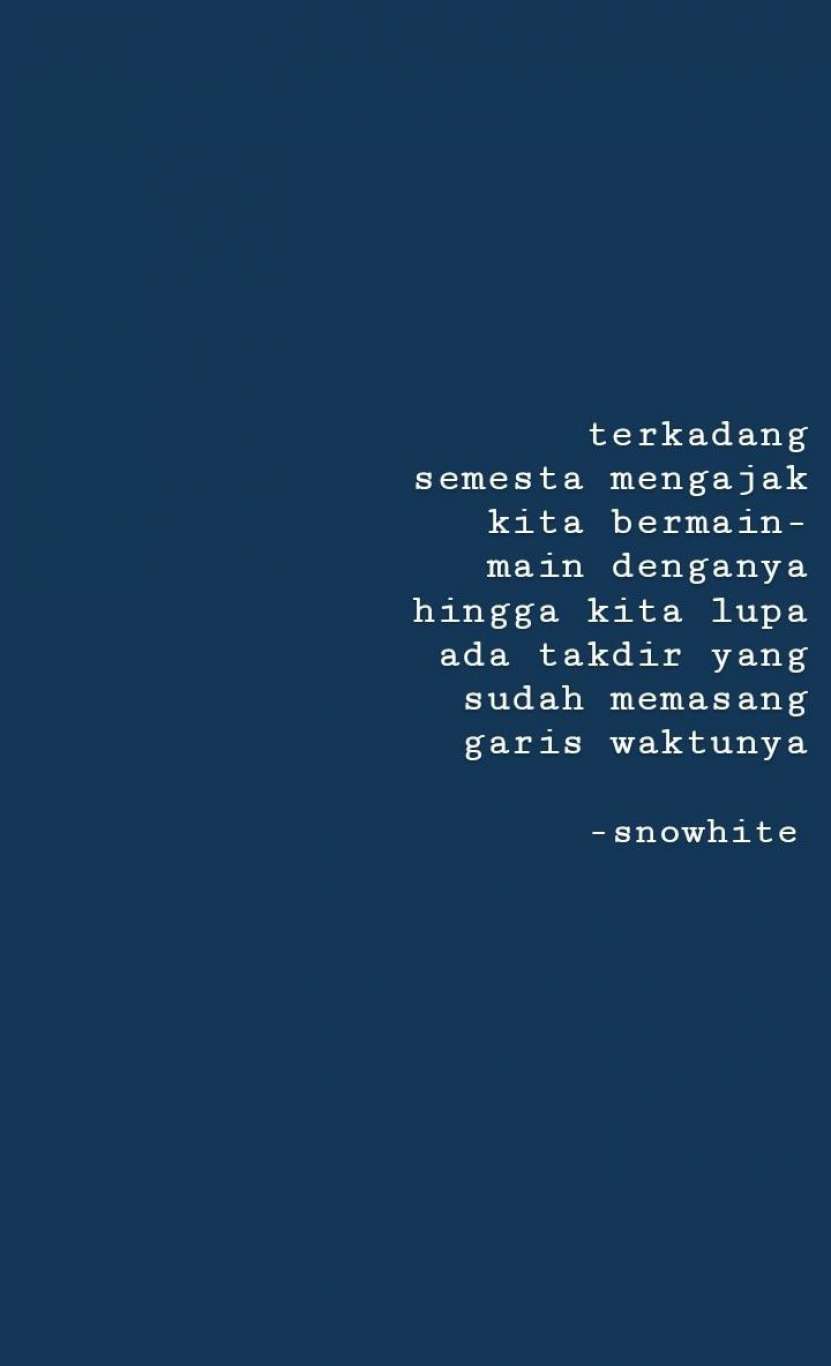 terkadang
semesta mengajak
kita bermain-
main denganya
hingga kita lupa
ada takdir yang
sudah memasang
garis waktunya
-snowhite